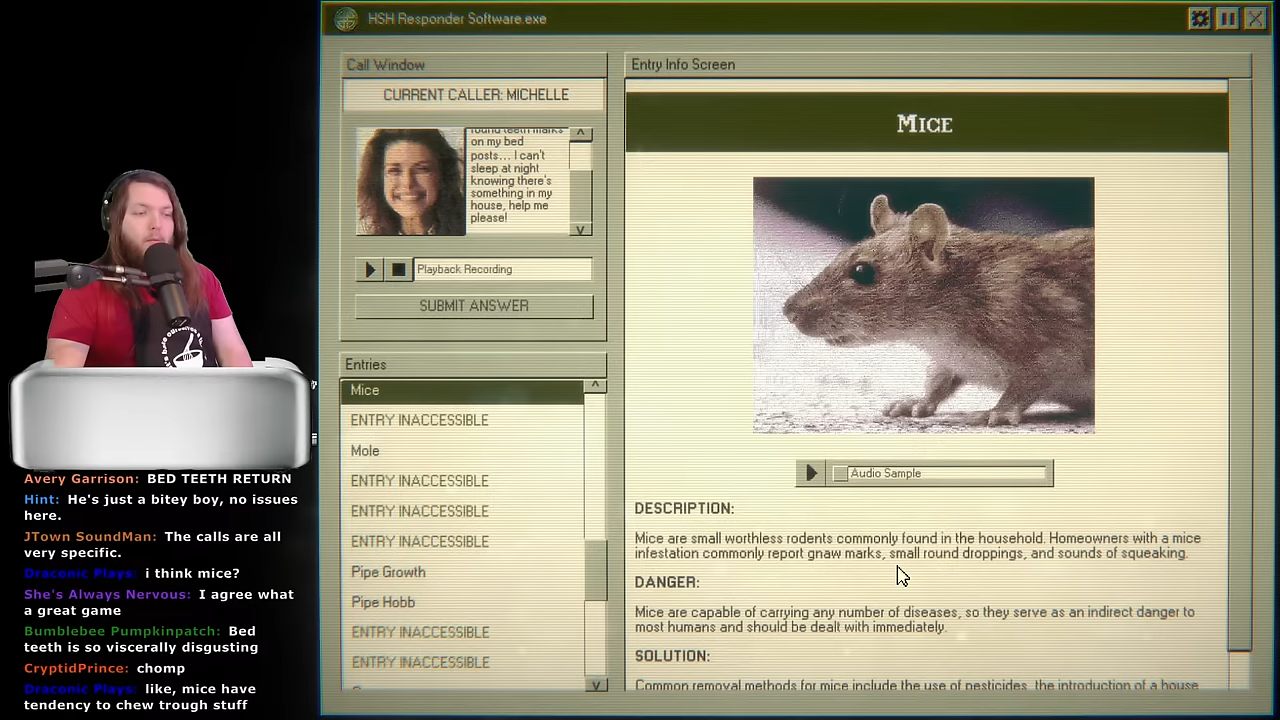 HSH Responder Software.exe
Call Window
CURRENT CALLER: MICHELLE
found teeth marks
on my bed
posts... I can't
sleep at night
knowing there's
something in my
house, help me
please!
Playback Recording
SUBMIT ANSWER
Entries
Mice
ENTRY INACCESSIBLE
Mole
ENTRY INACCESSIBLE
ENTRY INACCESSIBLE
ENTRY INACCESSIBLE
Pipe Growth
Pipe Hobb
ENTRY INACCESSIBLE
ENTRY INACCESSIBLE
Entry Info Screen
MICE
Audio Sample
DESCRIPTION:
Mice are small worthless rodents commonly found in the household. Homeowners with a mice
infestation commonly report gnaw marks, small round droppings, and sounds of squeaking.
DANGER:
Mice are capable of carrying any number of diseases, so they serve as an indirect danger to
most humans and should be dealt with immediately.
SOLUTION:
Common removal methods for mice include the use of pesticides, the introduction of a house
Avery Garrison: BED TEETH RETURN
Hint: He's just a bitey boy, no issues
here.
JTown SoundMan: The calls are all
very specific.
Draconic Plays: i think mice?
She's Always Nervous: I agree what
a great game
Bumblebee Pumpkinpatch: Bed
teeth is so viscerally disgusting
CryptidPrince: chomp
Draconic Plays: like, mice have
tendency to chew trough stuff